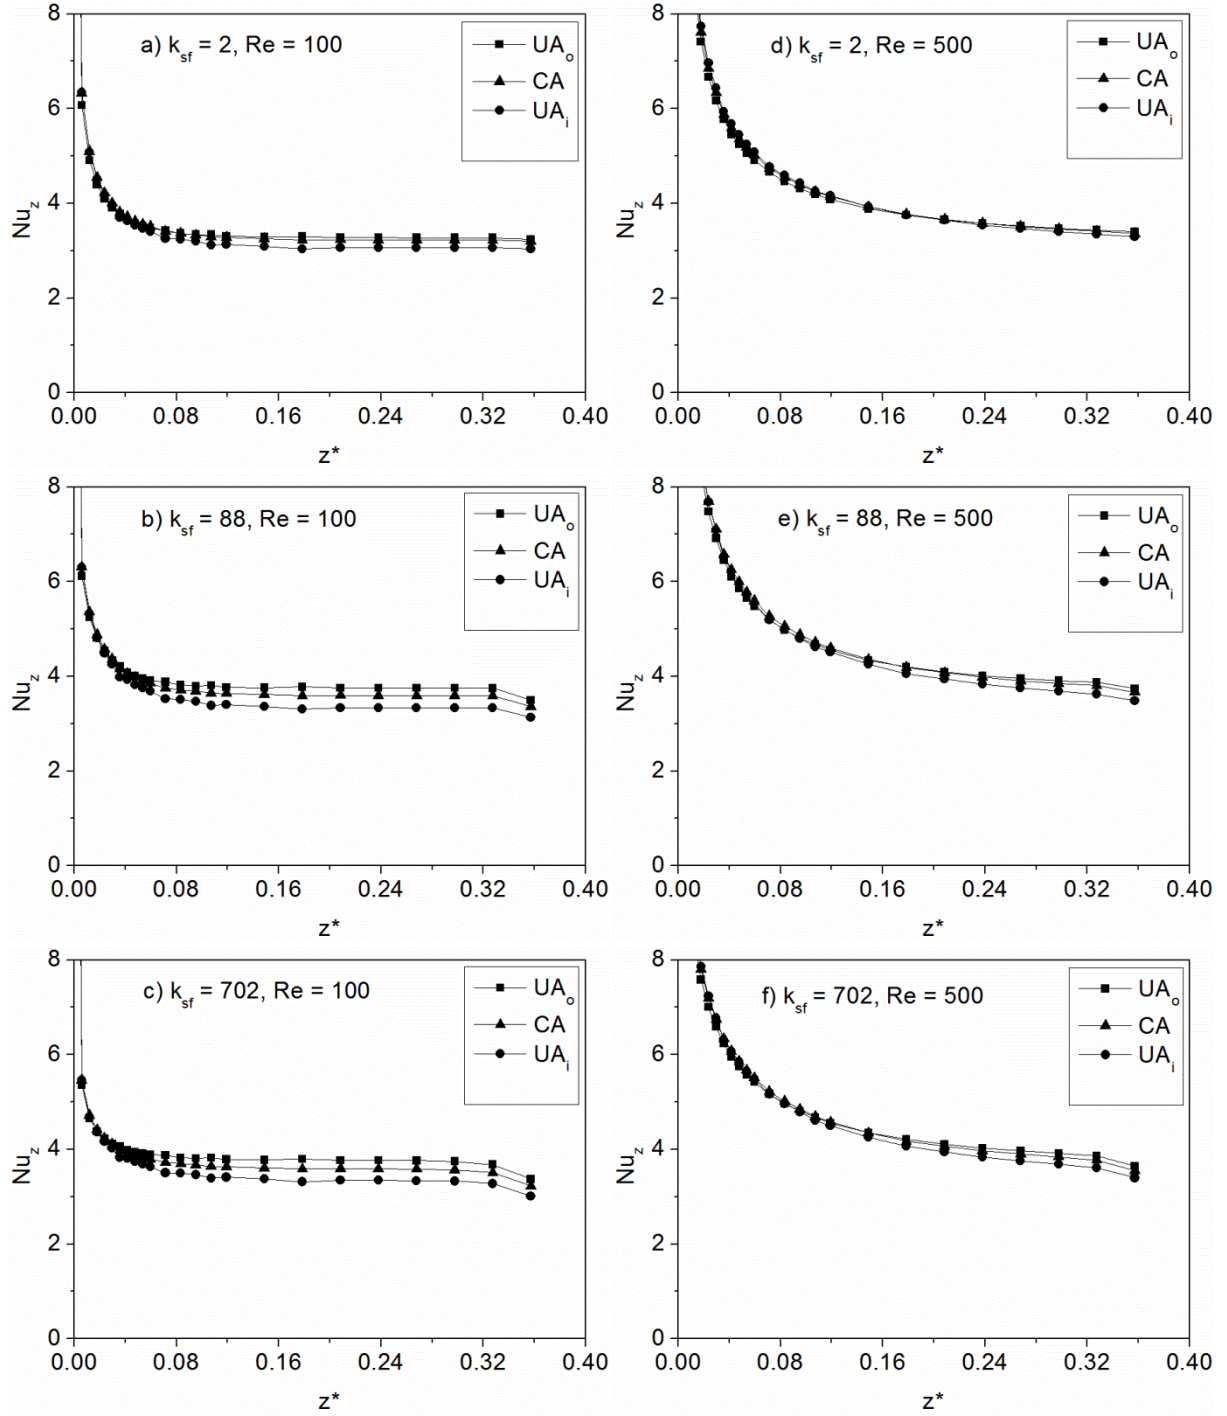 a) k_sf = 2, Re = 100
UA_o
CA
UA_i
8
6
4
2
0
Nu_z
0.00 0.08 0.16 0.24 0.32 0.40
z*
d) k_sf = 2, Re = 500
UA_o
CA
UA_i
8
6
4
2
0
Nu_z
0.00 0.08 0.16 0.24 0.32 0.40
z*
b) k_sf = 88, Re = 100
UA_o
CA
UA_i
8
6
4
2
0
Nu_z
0.00 0.08 0.16 0.24 0.32 0.40
z*
e) k_sf = 88, Re = 500
UA_o
CA
UA_i
8
6
4
2
0
Nu_z
0.00 0.08 0.16 0.24 0.32 0.40
z*
c) k_sf = 702, Re = 100
UA_o
CA
UA_i
8
6
4
2
0
Nu_z
0.00 0.08 0.16 0.24 0.32 0.40
z*
f) k_sf = 702, Re = 500
UA_o
CA
UA_i
8
6
4
2
0
Nu_z
0.00 0.08 0.16 0.24 0.32 0.40
z*